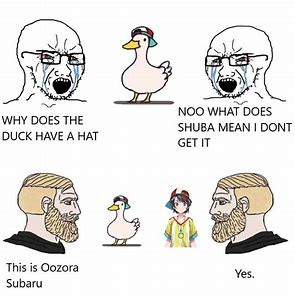 WHY DOES THE
DUCK HAVE A HAT
NOO WHAT DOES
SHUBA MEAN I DONT
GET IT
This is Oozora
Subaru
Yes.